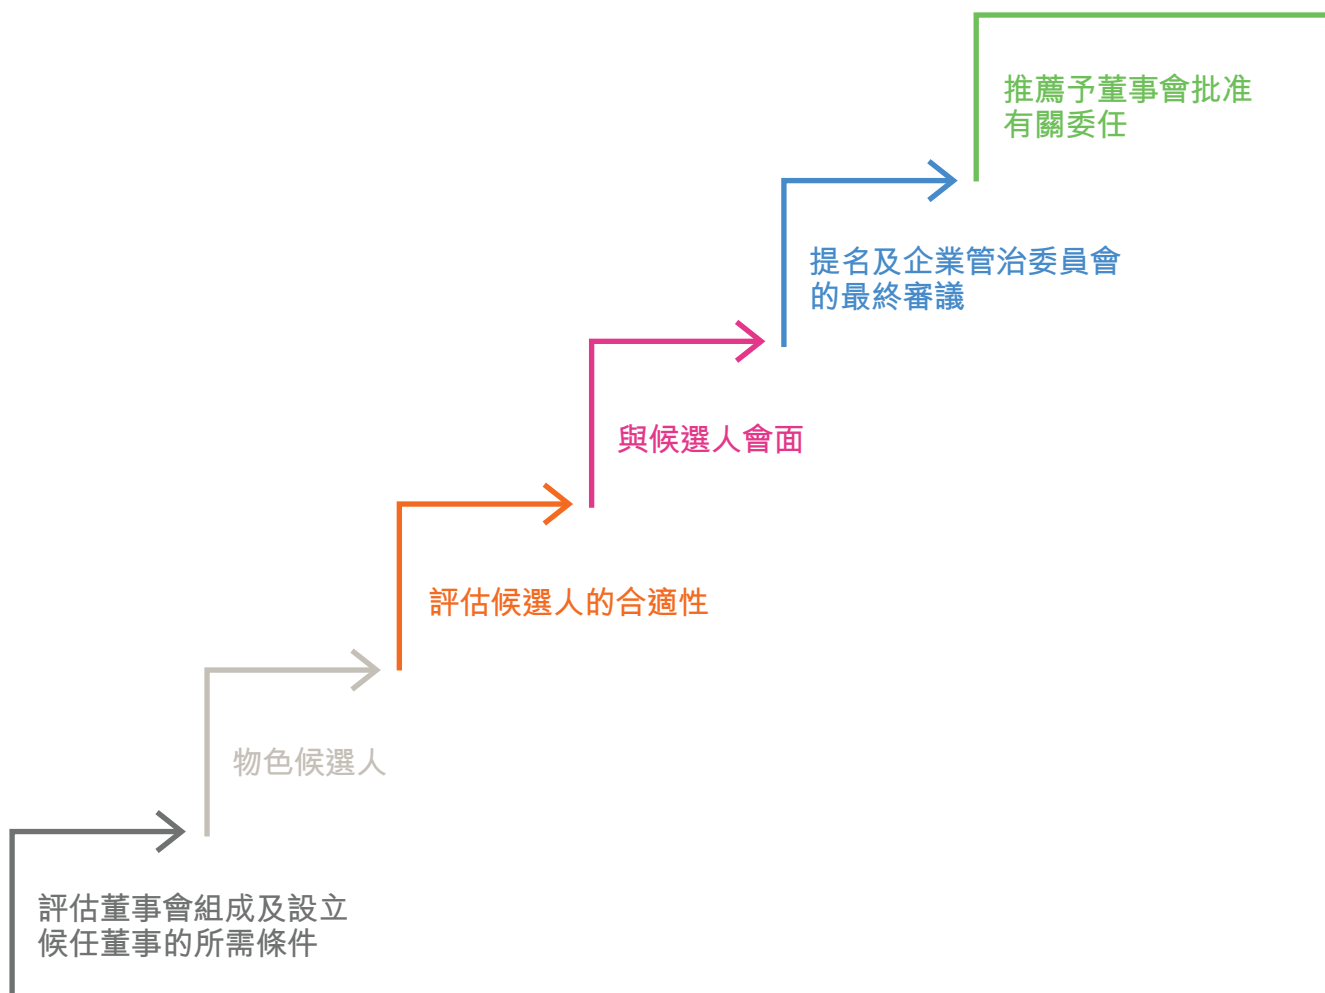 推薦予董事會批准
有關委任
提名及企業管治委員會
的最終審議
與候選人會面
評估候選人的合適性
物色候選人
評估董事會組成及設立
候任董事的所需條件